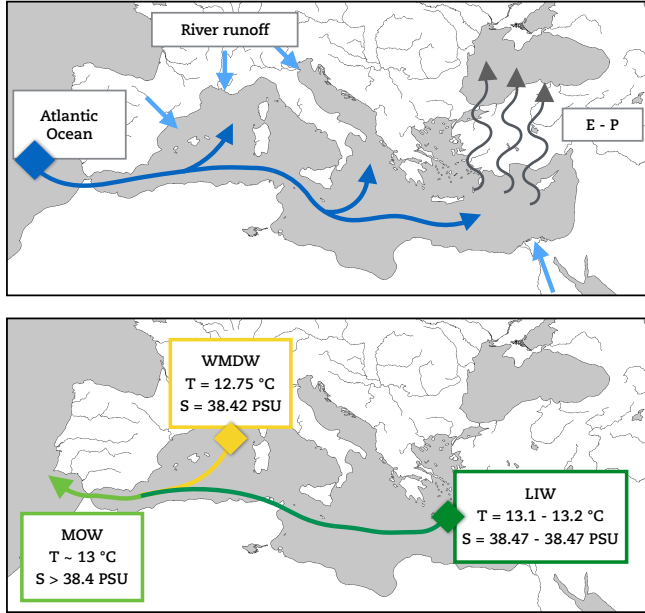 River runoff
Atlantic
Ocean
E - P
WMDW
T = 12.75 °C
S = 38.42 PSU
LIW
T = 13.1 - 13.2 °C
S = 38.47 - 38.47 PSU
MOW
T ~ 13 °C
S > 38.4 PSU